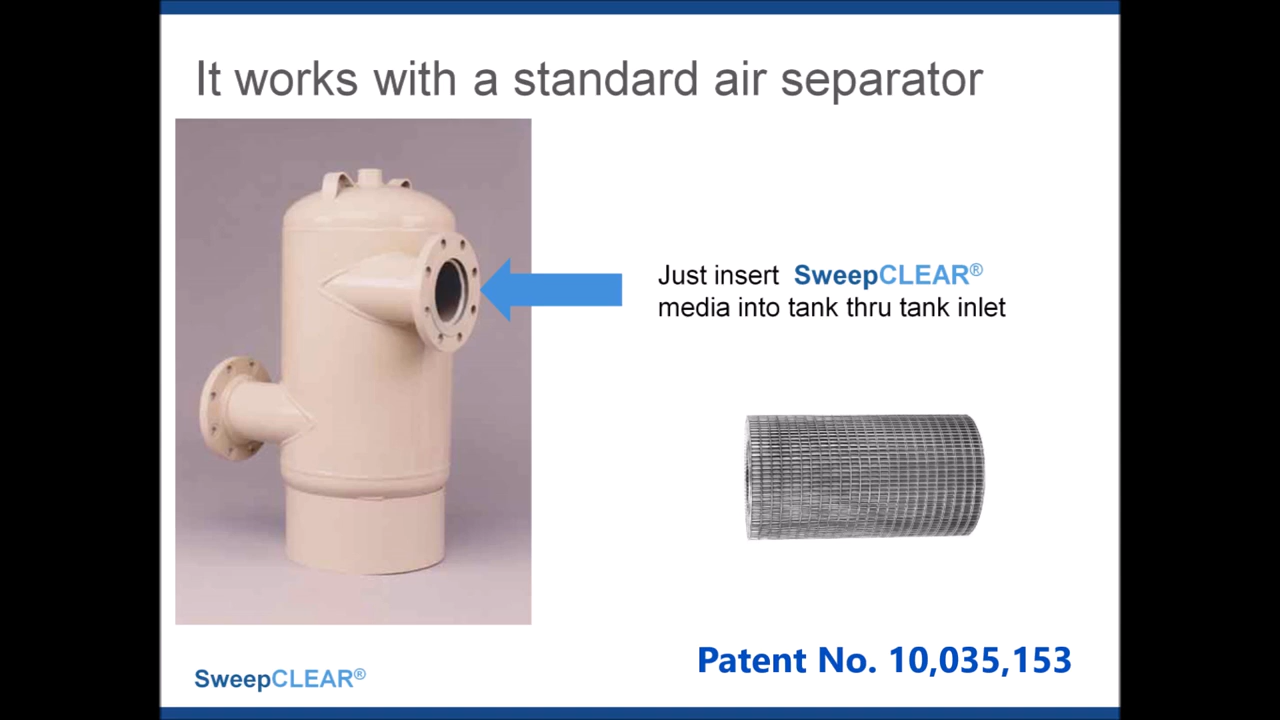 It works with a standard air separator
Just insert SweepCLEAR®
media into tank thru tank inlet
SweepCLEAR®
Patent No. 10,035,153